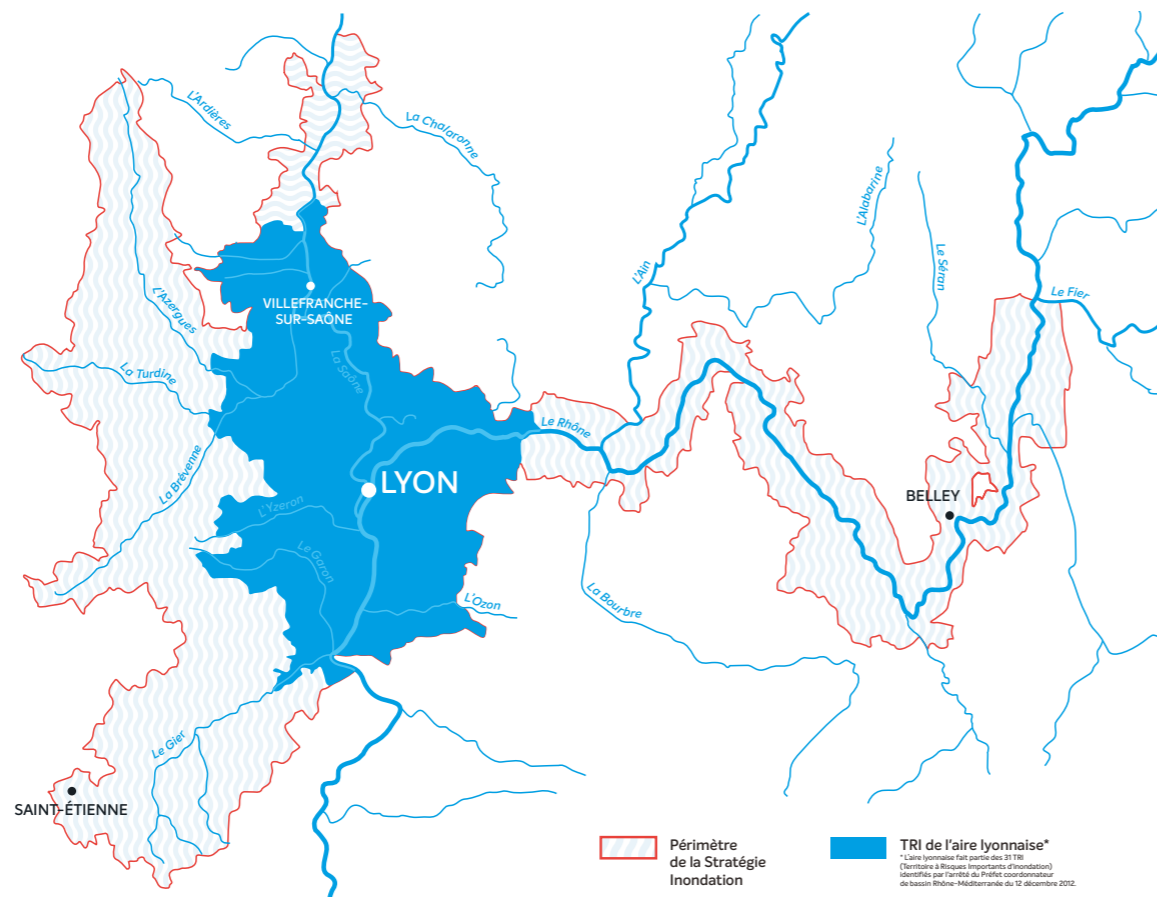 L'Ardières
La Chalaronne
L'Alabarine
L'Ain
Le Séran
Le Fier
L'Azergues
VILLEFRANCHE-
SUR-SAÔNE
La Saône
La Turdine
Le Rhône
La Brévenne
LYON
BELLEY
L'Yzeron
Le Garon
L'Ozon
La Bourbre
Le Gier
SAINT-ÉTIENNE
Périmètre
de la Stratégie
Inondation
TRI de l'aire lyonnaise*
* L'aire lyonnaise fait partie des 31 TRI
(Territoire à Risques Importants d'inondation)
identifiés par l'arrêté du Préfet coordonnateur
de bassin Rhône-Méditerranée du 12 décembre 2012.